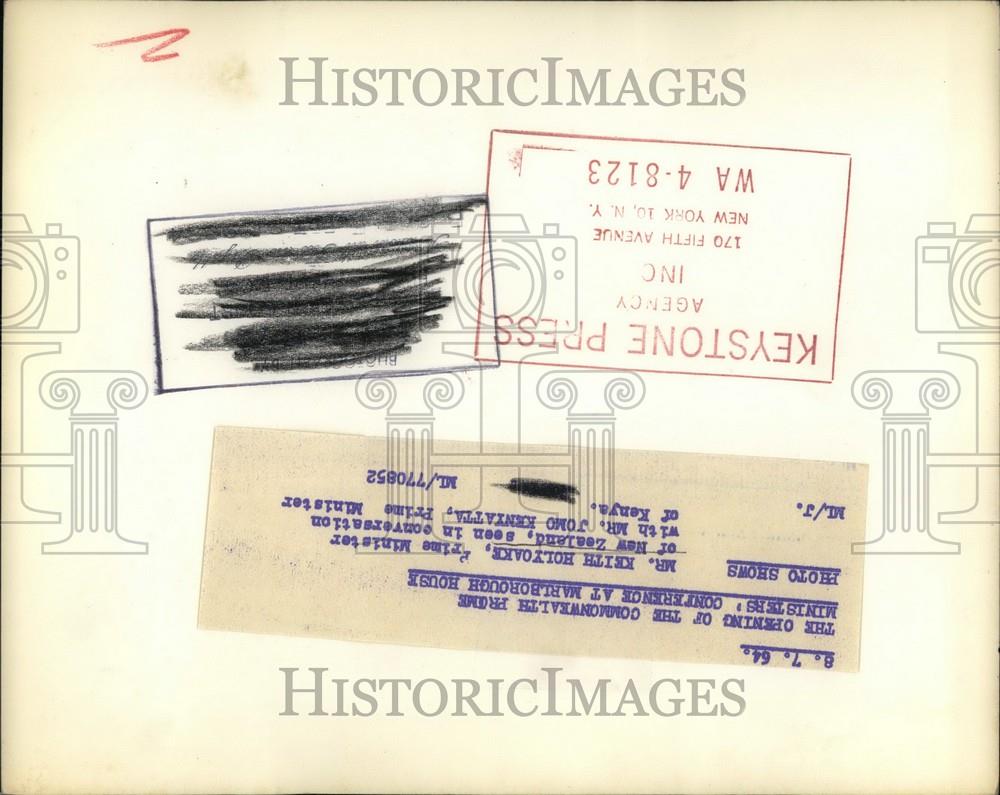 HISTORICIMAGES
8. 7. 64.
THE OPENING OF THE COMMONWEALTH PRIME
MINISTERS' CONFERENCE AT MARLBOROUGH HOUSE
PHOTO SHOWS
MR. KEITH HOLYOAKE, Prime Minister
of New Zealand, seen in conversation
with MR. JOMO KENYATTA, Prime Minister
of Kenya.
ML/J.
ML/770852
KEYSTONE PRESS
AGENCY
INC
170 FIFTH AVENUE
NEW YORK 10, N. Y.
WA 4-8123
HISTORICIMAGES